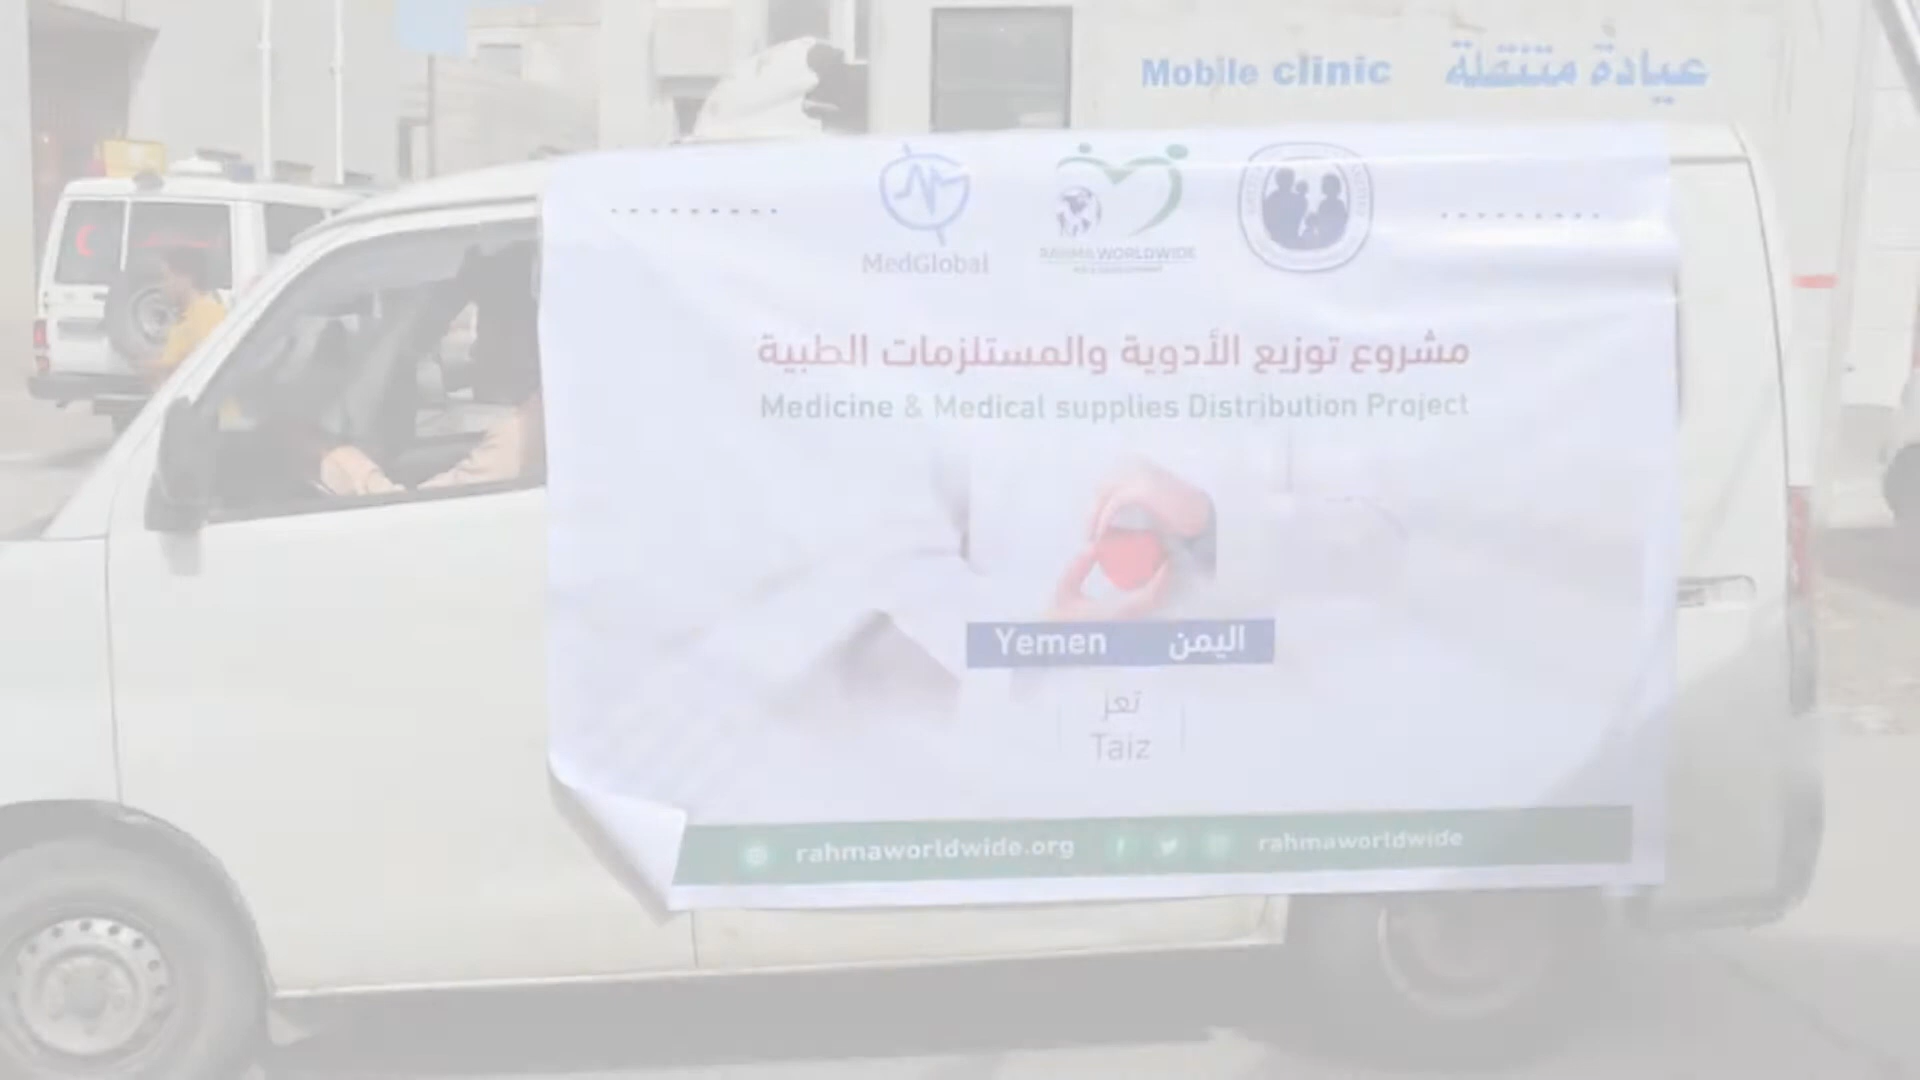 Mobile clinic عيادة متنقلة
MedGlobal
RAHMA WORLDWIDE
مشروع توزيع الأدوية والمستلزمات الطبية
Medicine & Medical supplies Distribution Project
Yemen اليمن
تعز
Taiz
rahmaworldwide.org rahmaworldwide